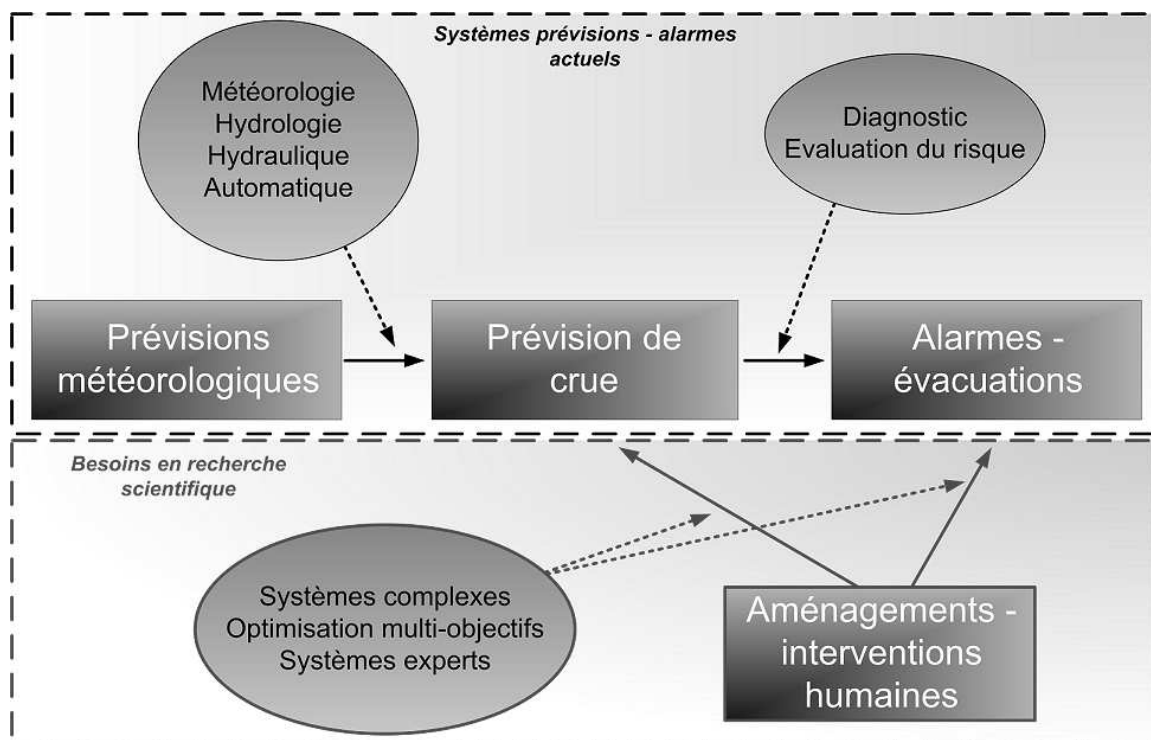 Systèmes prévisions - alarmes
actuels
Météorologie
Hydrologie
Hydraulique
Automatique
Diagnostic
Evaluation du risque
Prévisions
météorologiques
Prévision de
crue
Alarmes -
évacuations
Besoins en recherche
scientifique
Systèmes complexes
Optimisation multi-objectifs
Systèmes experts
Aménagements -
interventions
humaines